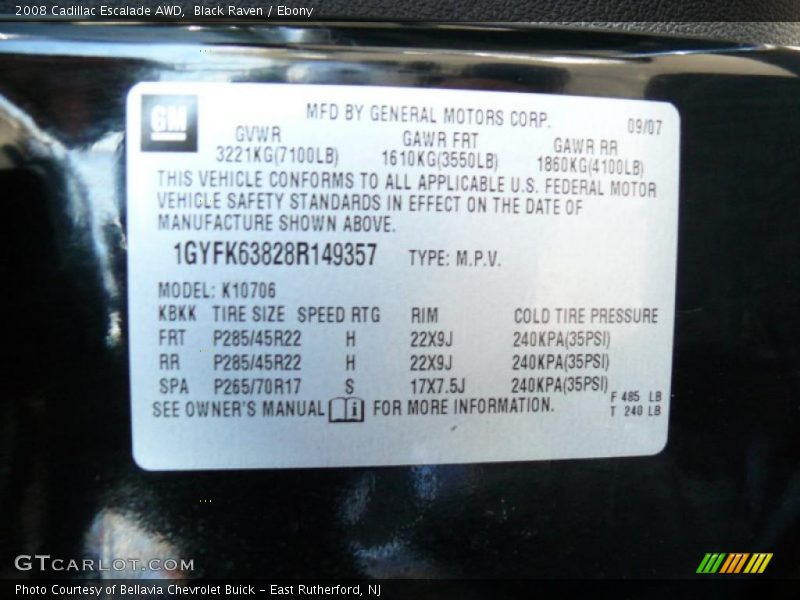 2008 Cadillac Escalade AWD, Black Raven / Ebony
GM
MFD BY GENERAL MOTORS CORP.
09/07
GVWR GAWR FRT GAWR RR
3221KG(7100LB) 1610KG(3550LB) 1860KG(4100LB)
THIS VEHICLE CONFORMS TO ALL APPLICABLE U.S. FEDERAL MOTOR
VEHICLE SAFETY STANDARDS IN EFFECT ON THE DATE OF
MANUFACTURE SHOWN ABOVE.
1GYFK63828R149357 TYPE: M.P.V.
MODEL: K10706
KBKK TIRE SIZE SPEED RTG RIM COLD TIRE PRESSURE
FRT P285/45R22 H 22X9J 240KPA(35PSI)
RR P285/45R22 H 22X9J 240KPA(35PSI)
SPA P265/70R17 S 17X7.5J 240KPA(35PSI)
SEE OWNER'S MANUAL i FOR MORE INFORMATION.
F 485 LB
T 240 LB
GTCARLOT.COM
Photo Courtesy of Bellavia Chevrolet Buick - East Rutherford, NJ